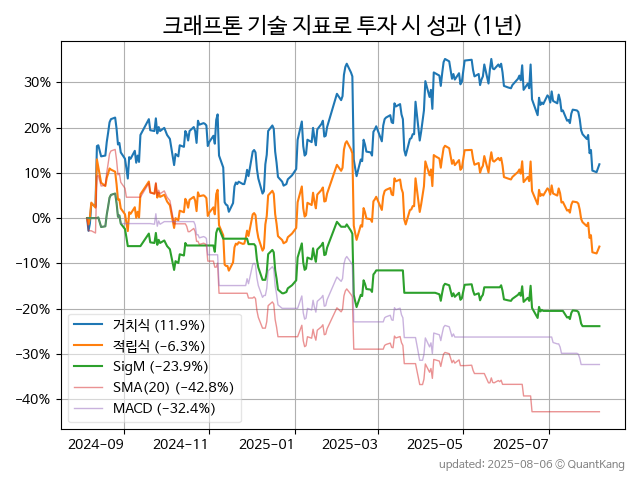 크래프톤 기술 지표로 투자 시 성과 (1년)
30%
20%
10%
0%
−10%
−20%
−30%
−40%
거치식 (11.9%)
적립식 (−6.3%)
SigM (−23.9%)
SMA(20) (−42.8%)
MACD (−32.4%)
2024-09 2024-11 2025-01 2025-03 2025-05 2025-07
updated: 2025-08-06 © QuantKang